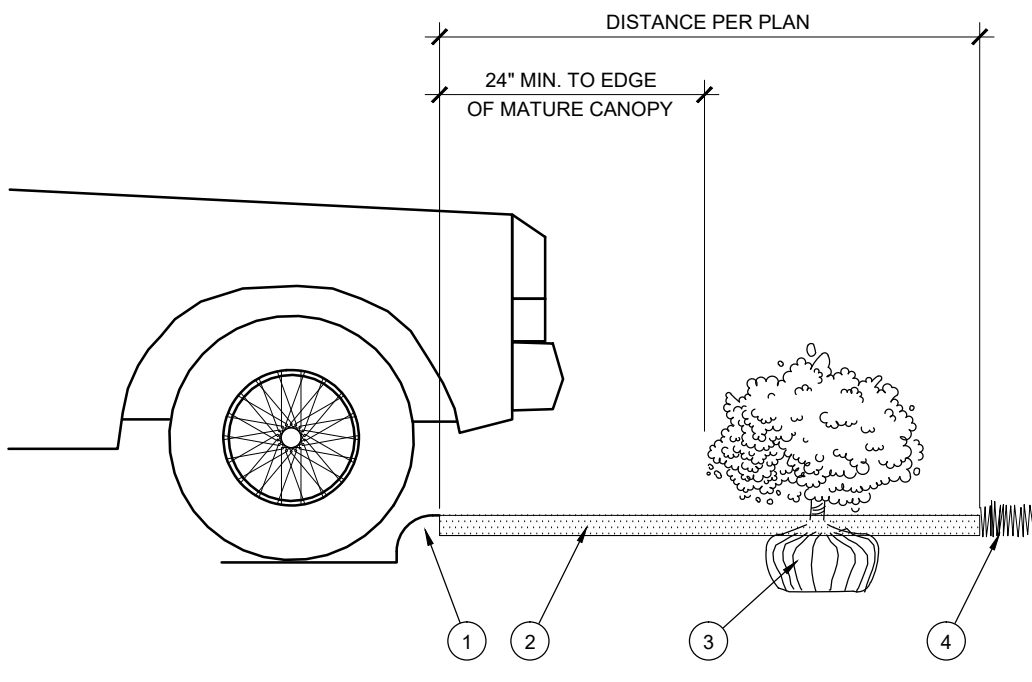 DISTANCE PER PLAN
24" MIN. TO EDGE
OF MATURE CANOPY
1 2 3 4